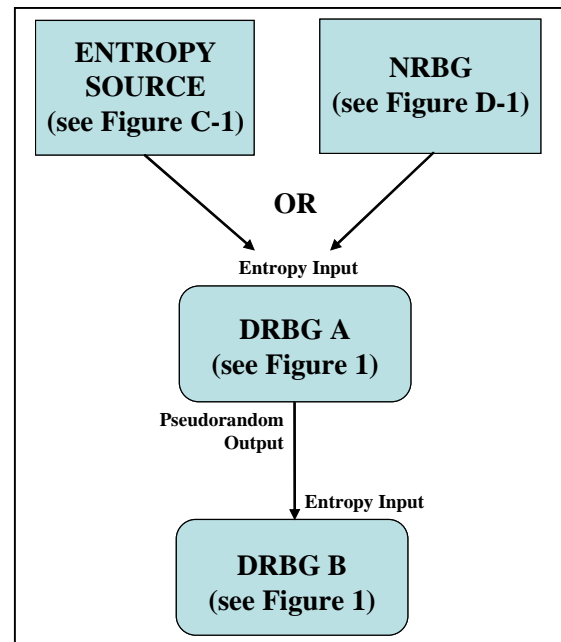 ENTROPY
SOURCE
(see Figure C-1)
NRBG
(see Figure D-1)
OR
Entropy Input
DRBG A
(see Figure 1)
Pseudorandom
Output
Entropy Input
DRBG B
(see Figure 1)